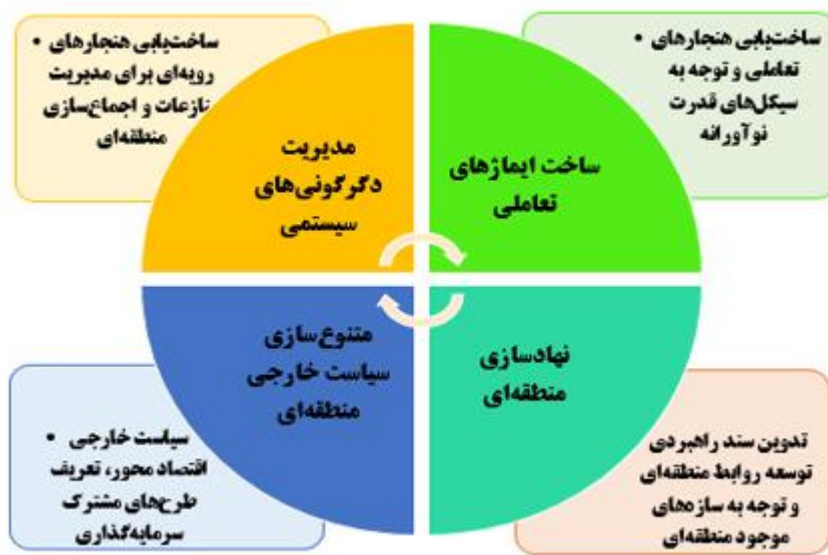 • ساخت‌یابی هنجارهای
تعاملی و توجه به
سیکل‌های قدرت
نوآورانه
ساخت ایماژهای
تعاملی
• ساخت‌یابی هنجارهای
رویه‌ای برای مدیریت
نازعات و اجماع‌سازی
منطقه‌ای
مدیریت
دگرگونی‌های
سیستمی
نهادسازی
منطقه‌ای
تدوین سند راهبردی
توسعه روابط منطقه‌ای
و توجه به سازه‌های
موجود منطقه‌ای
متنوع‌سازی
سیاست خارجی
منطقه‌ای
• سیاست خارجی
اقتصاد محور، تعریف
طرح‌های مشترک
سرمایه‌گذاری